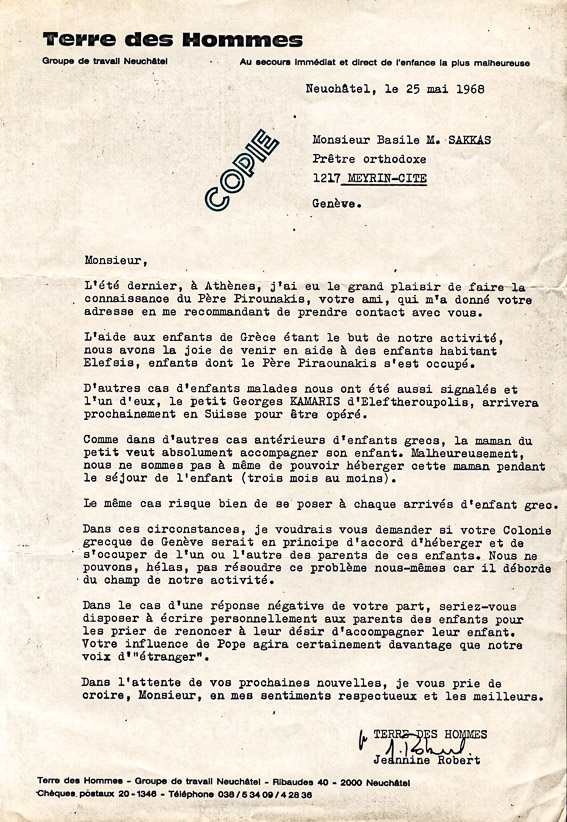 Terre des Hommes
Groupe de travail Neuchâtel
Au secours immédiat et direct de l'enfance la plus malheureuse
Neuchâtel, le 25 mai 1968
COPIE
Monsieur Basile M. SAKKAS
Prêtre orthodoxe
1217 MEYRIN-CITE
Genève.
Monsieur,
L'été dernier, à Athènes, j'ai eu le grand plaisir de faire la
connaissance du Père Pirounakis, votre ami, qui m'a donné votre
adresse en me recommandant de prendre contact avec vous.
L'aide aux enfants de Grèce étant le but de notre activité,
nous avons la joie de venir en aide à des enfants habitant
Elefsis, enfants dont le Père Piraounakis s'est occupé.
D'autres cas d'enfants malades nous ont été aussi signalés et
l'un d'eux, le petit Georges KAMARIS d'Eleftheroupolis, arrivera
prochainement en Suisse pour être opéré.
Comme dans d'autres cas antérieurs d'enfants grecs, la maman du
petit veut absolument accompagner son enfant. Malheureusement,
nous ne sommes pas à même de pouvoir héberger cette maman pendant
le séjour de l'enfant (trois mois au moins).
Le même cas risque bien de se poser à chaque arrivés d'enfant grec.
Dans ces circonstances, je voudrais vous demander si votre Colonie
grecque de Genève serait en principe d'accord d'héberger et de
s'occuper de l'un ou l'autre des parents de ces enfants. Nous ne
pouvons, hélas, pas résoudre ce problème nous-mêmes car il déborde
du champ de notre activité.
Dans le cas d'une réponse négative de votre part, seriez-vous
disposer à écrire personnellement aux parents des enfants pour
les prier de renoncer à leur désir d'accompagner leur enfant.
Votre influence de Pope agira certainement davantage que notre
voix d'"étranger".
Dans l'attente de vos prochaines nouvelles, je vous prie de
croire, Monsieur, en mes sentiments respectueux et les meilleurs.
TERRE DES HOMMES
J. Robert
Jeannine Robert
Terre des Hommes - Groupe de travail Neuchâtel - Ribaudes 40 - 2000 Neuchâtel
Chèques postaux 20-1346 - Téléphone 038/5 34 09/4 28 36